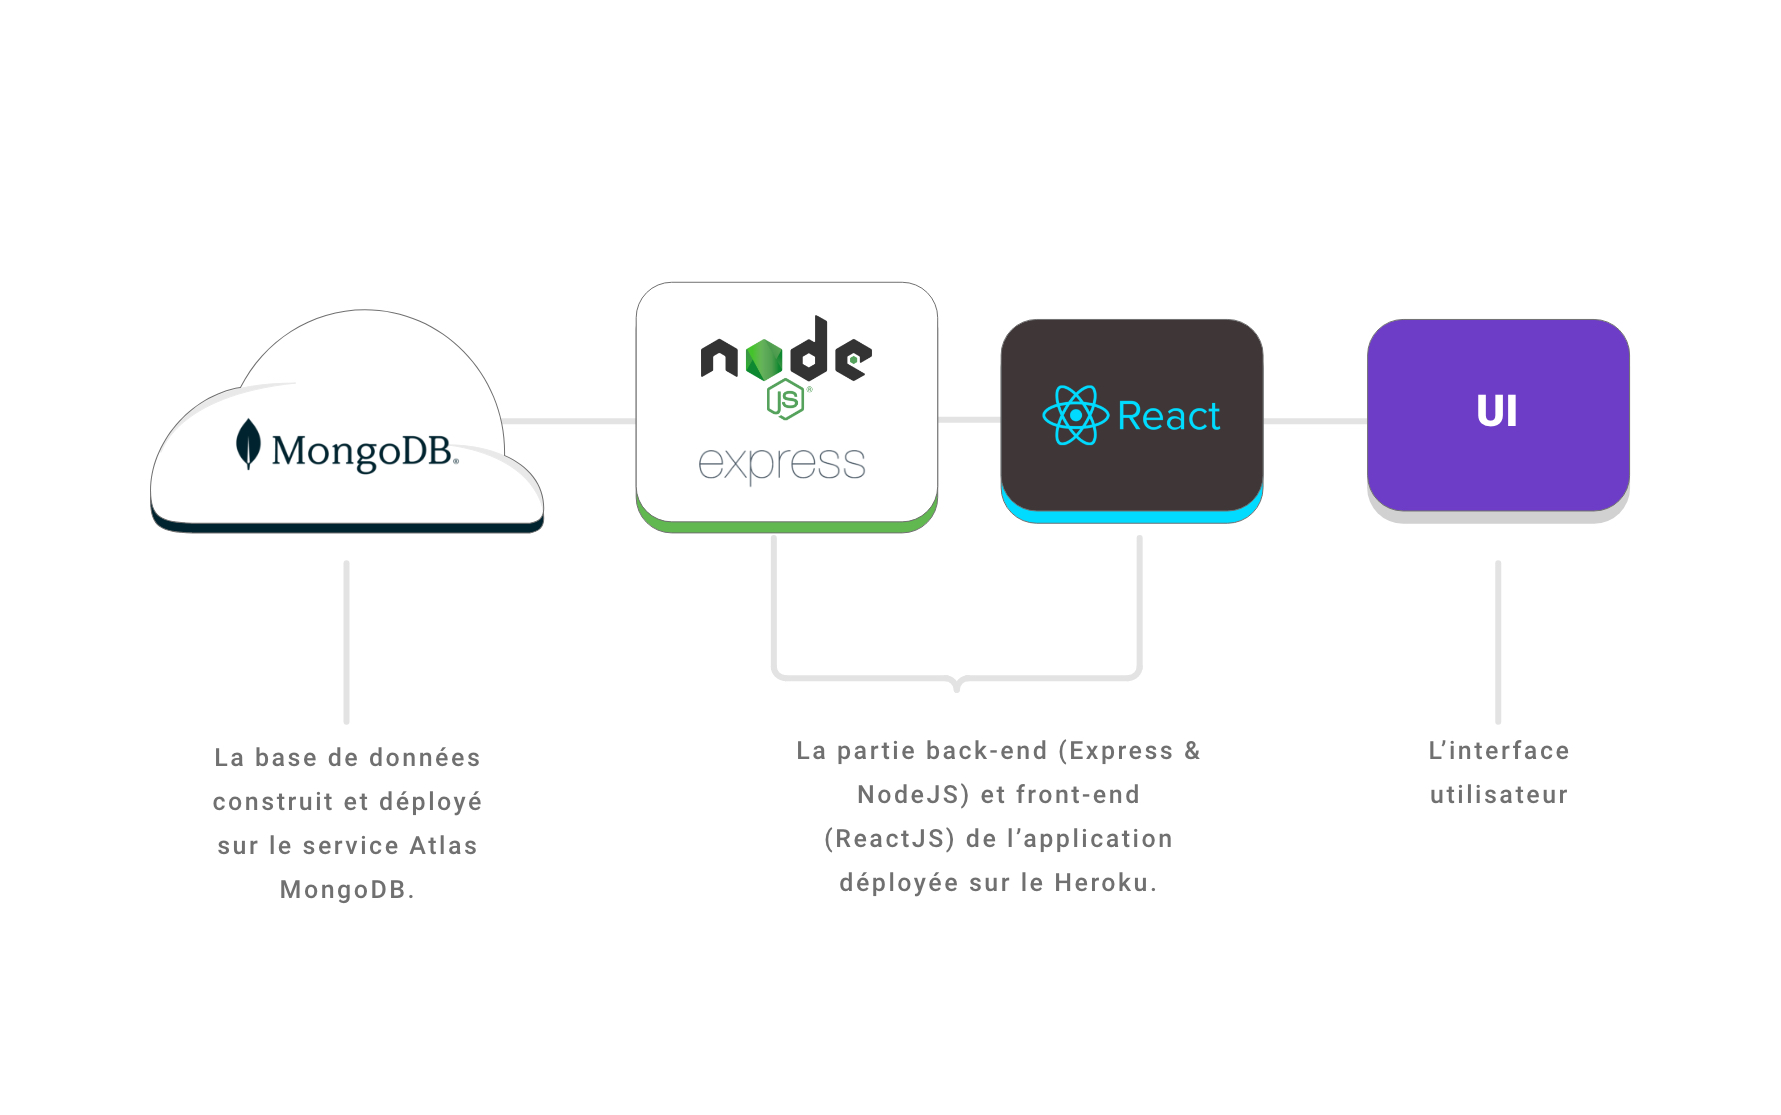 node
JS
express
MongoDB
React
UI
La base de données
construit et déployé
sur le service Atlas
MongoDB.
La partie back-end (Express &
NodeJS) et front-end
(ReactJS) de l’application
déployée sur le Heroku.
L’interface
utilisateur